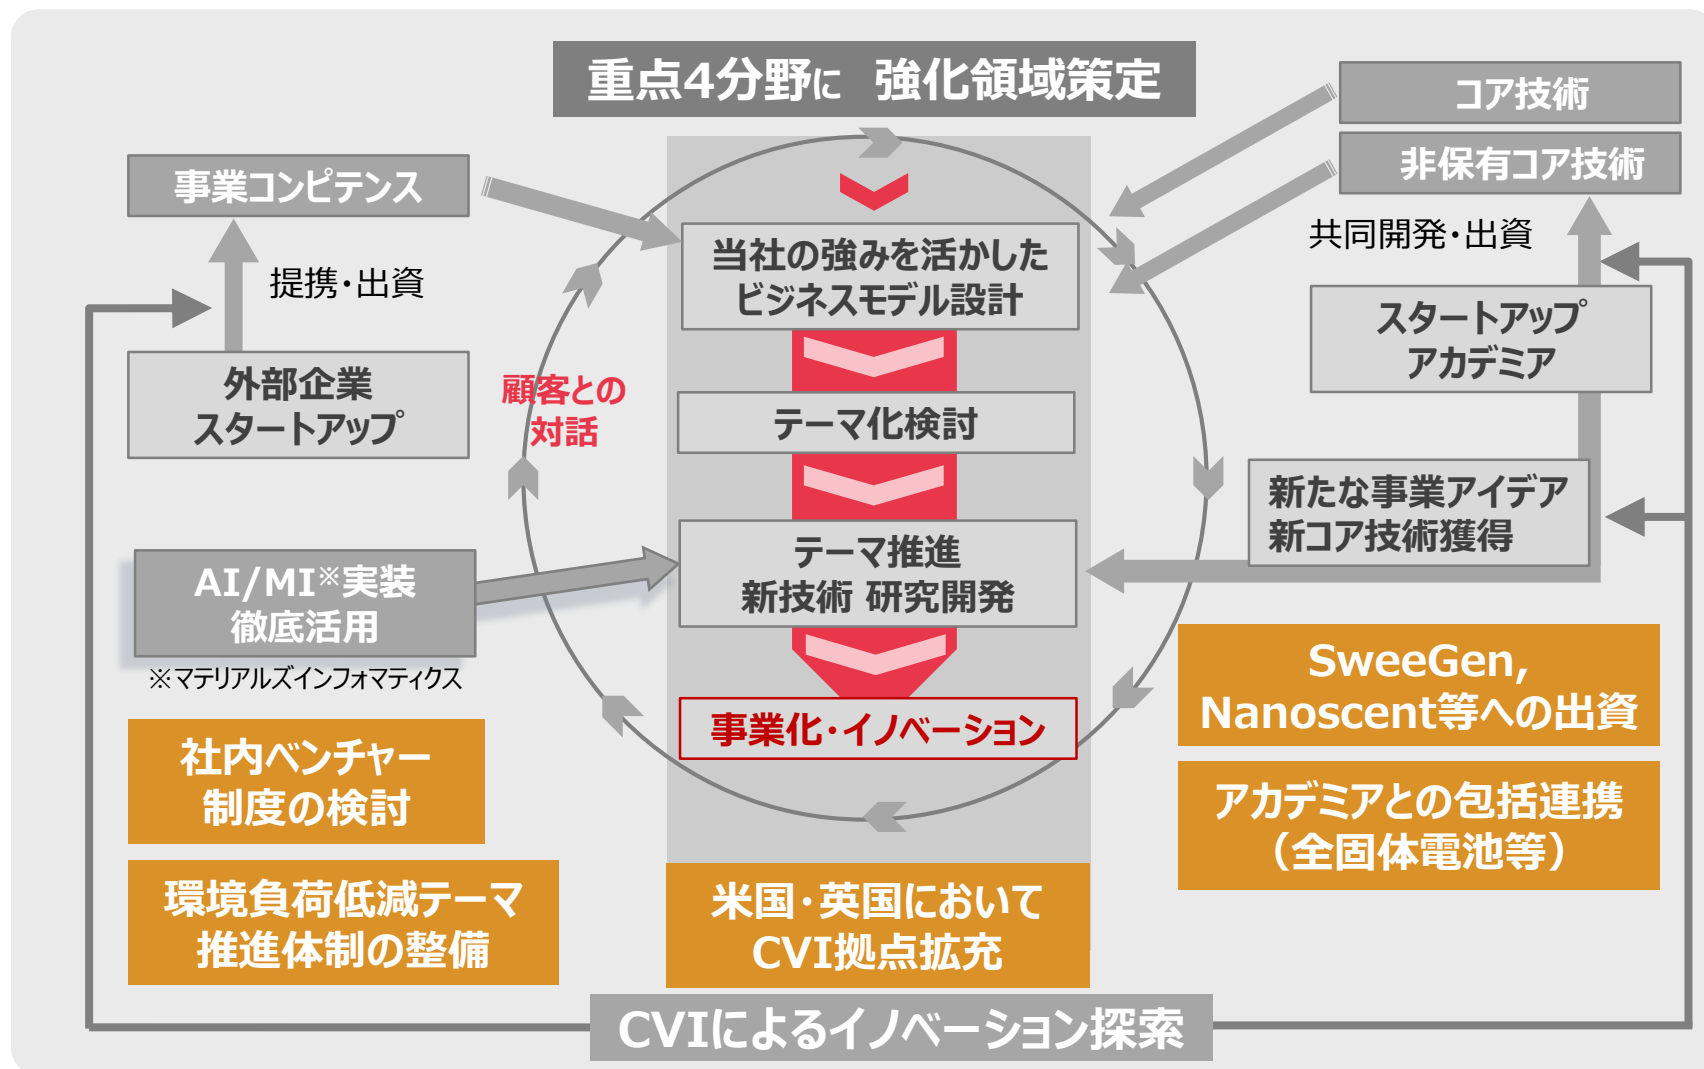 重点4分野に 強化領域策定
コア技術
非保有コア技術
共同開発・出資
事業コンピテンス
提携・出資
外部企業
スタートアップ
顧客との
対話
当社の強みを活かした
ビジネスモデル設計
テーマ化検討
テーマ推進
新技術 研究開発
事業化・イノベーション
スタートアップ
アカデミア
新たな事業アイデア
新コア技術獲得
AI/MI※実装
徹底活用
※マテリアルズインフォマティクス
社内ベンチャー
制度の検討
環境負荷低減テーマ
推進体制の整備
米国・英国において
CVI拠点拡充
SweeGen,
Nanoscent等への出資
アカデミアとの包括連携
（全固体電池等）
CVIによるイノベーション探索